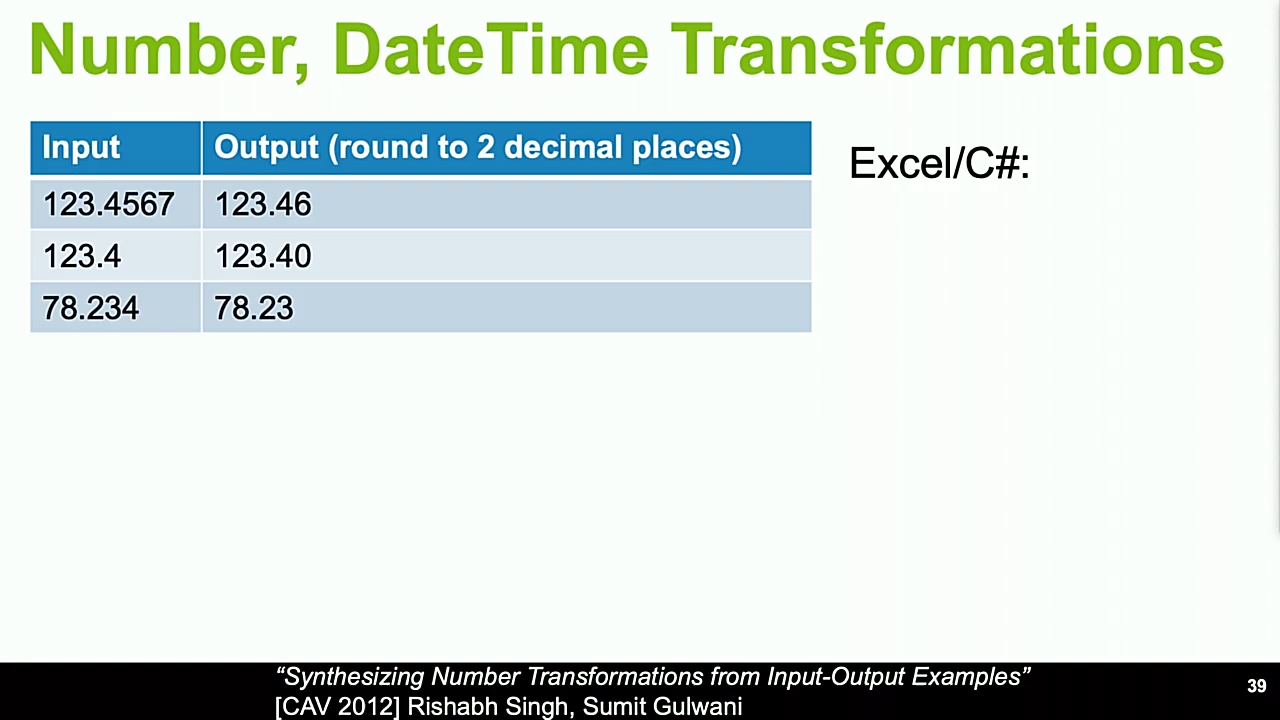 Number, DateTime Transformations
Input Output (round to 2 decimal places)
Excel/C#:
123.4567 123.46
123.4 123.40
78.234 78.23
“Synthesizing Number Transformations from Input-Output Examples”
[CAV 2012] Rishabh Singh, Sumit Gulwani
39